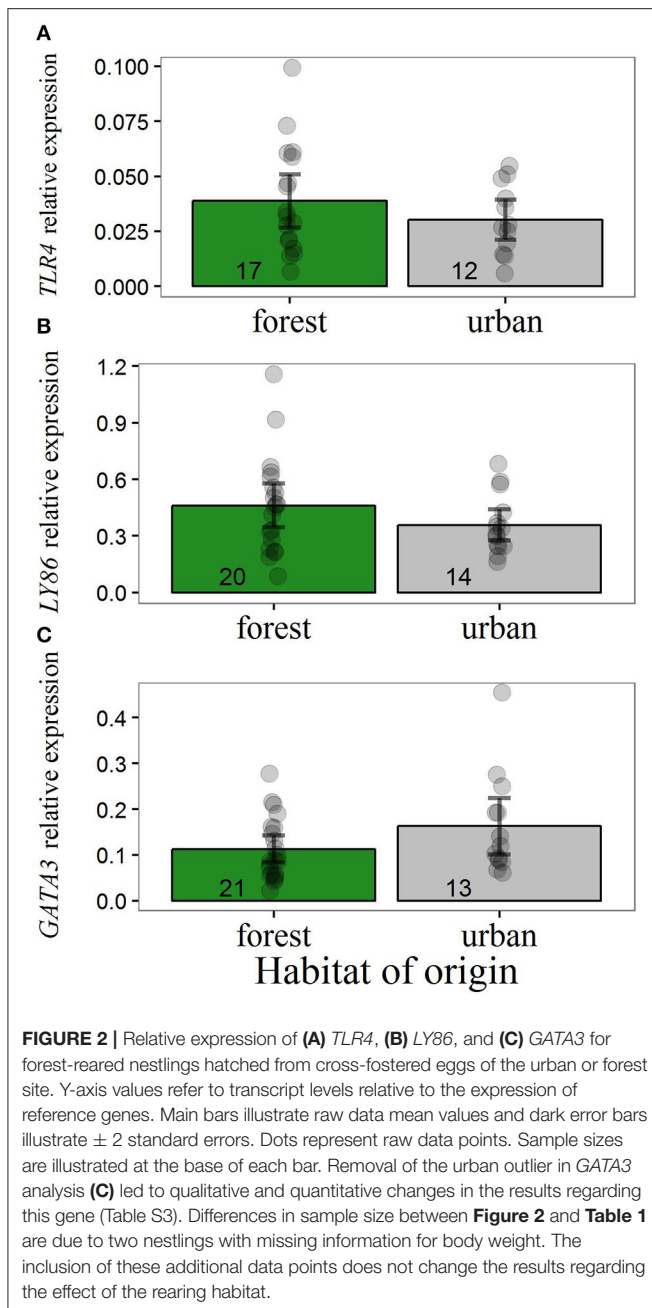 A
TLR4 relative expression
0.100
0.075
0.050
0.025
0.000
17
12
forest
urban
B
LY86 relative expression
1.2
0.9
0.6
0.3
0.0
20
14
forest
urban
C
GATA3 relative expression
0.4
0.3
0.2
0.1
0.0
21
13
forest
urban
Habitat of origin
FIGURE 2 | Relative expression of (A) TLR4, (B) LY86, and (C) GATA3 for
forest-reared nestlings hatched from cross-fostered eggs of the urban or forest
site. Y-axis values refer to transcript levels relative to the expression of
reference genes. Main bars illustrate raw data mean values and dark error bars
illustrate ± 2 standard errors. Dots represent raw data points. Sample sizes
are illustrated at the base of each bar. Removal of the urban outlier in GATA3
analysis (C) led to qualitative and quantitative changes in the results regarding
this gene (Table S3). Differences in sample size between Figure 2 and Table 1
are due to two nestlings with missing information for body weight. The
inclusion of these additional data points does not change the results regarding
the effect of the rearing habitat.